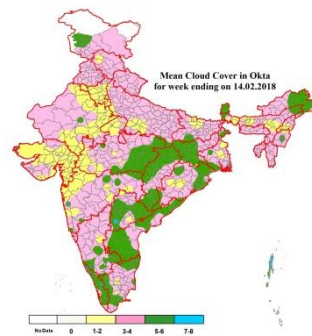 Mean Cloud Cover in Okta
for week ending on 14.02.2018
No Data 0 1-2 3-4 5-6 7-8